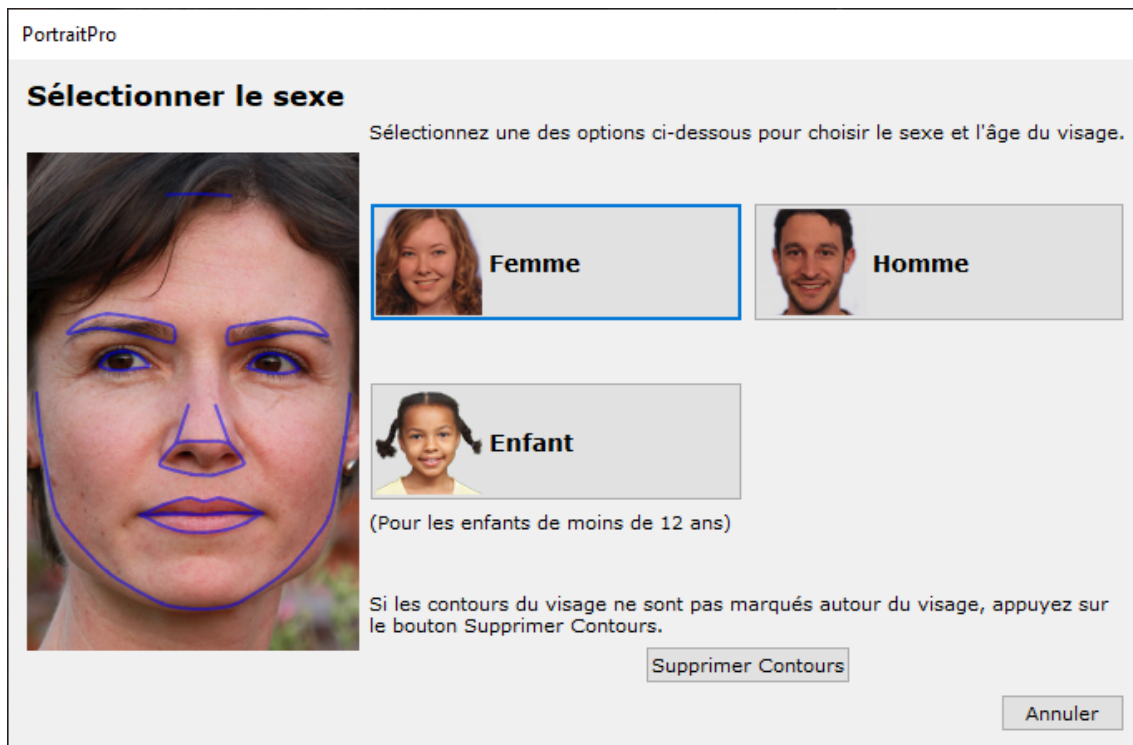 PortraitPro
Sélectionner le sexe
Sélectionnez une des options ci-dessous pour choisir le sexe et l'âge du visage.
Femme
Homme
Enfant
(Pour les enfants de moins de 12 ans)
Si les contours du visage ne sont pas marqués autour du visage, appuyez sur
le bouton Supprimer Contours.
Supprimer Contours
Annuler